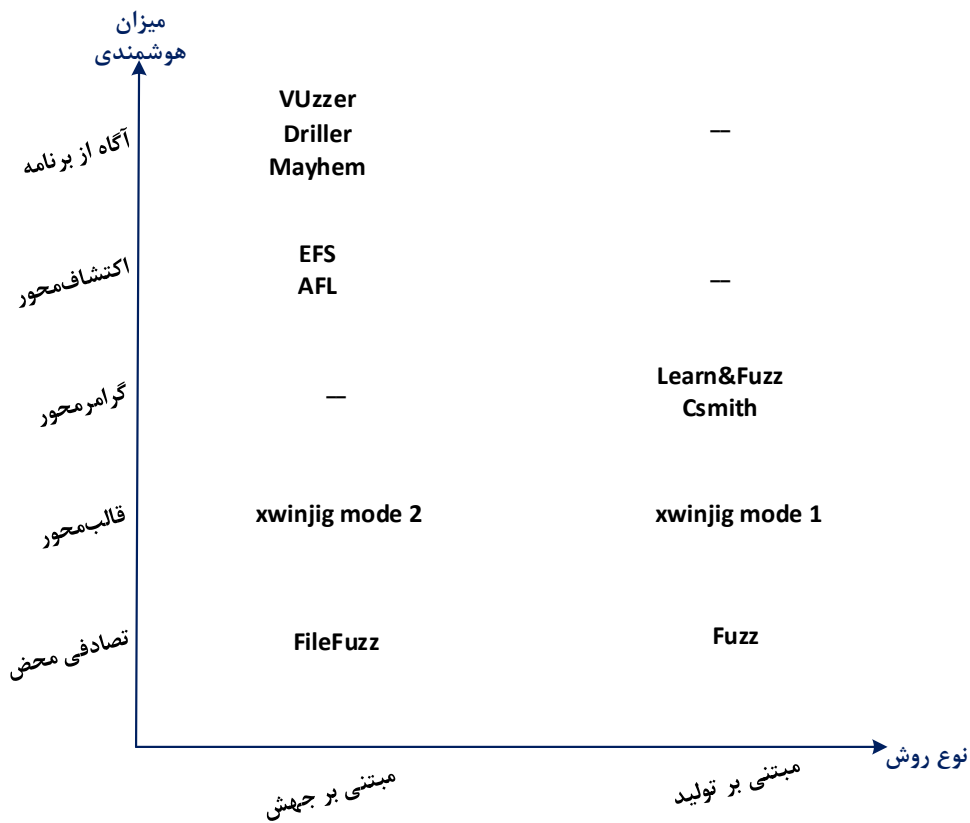 میزان
هوشمندی
آگاه از برنامه
VUzzer
Driller
Mayhem
—
اکتشاف‌محور
EFS
AFL
—
گرامرمحور
—
Learn&Fuzz
Csmith
قالب‌محور
xwinjig mode 2
xwinjig mode 1
تصادفی محض
FileFuzz
Fuzz
نوع روش
مبتنی بر جهش
مبتنی بر تولید